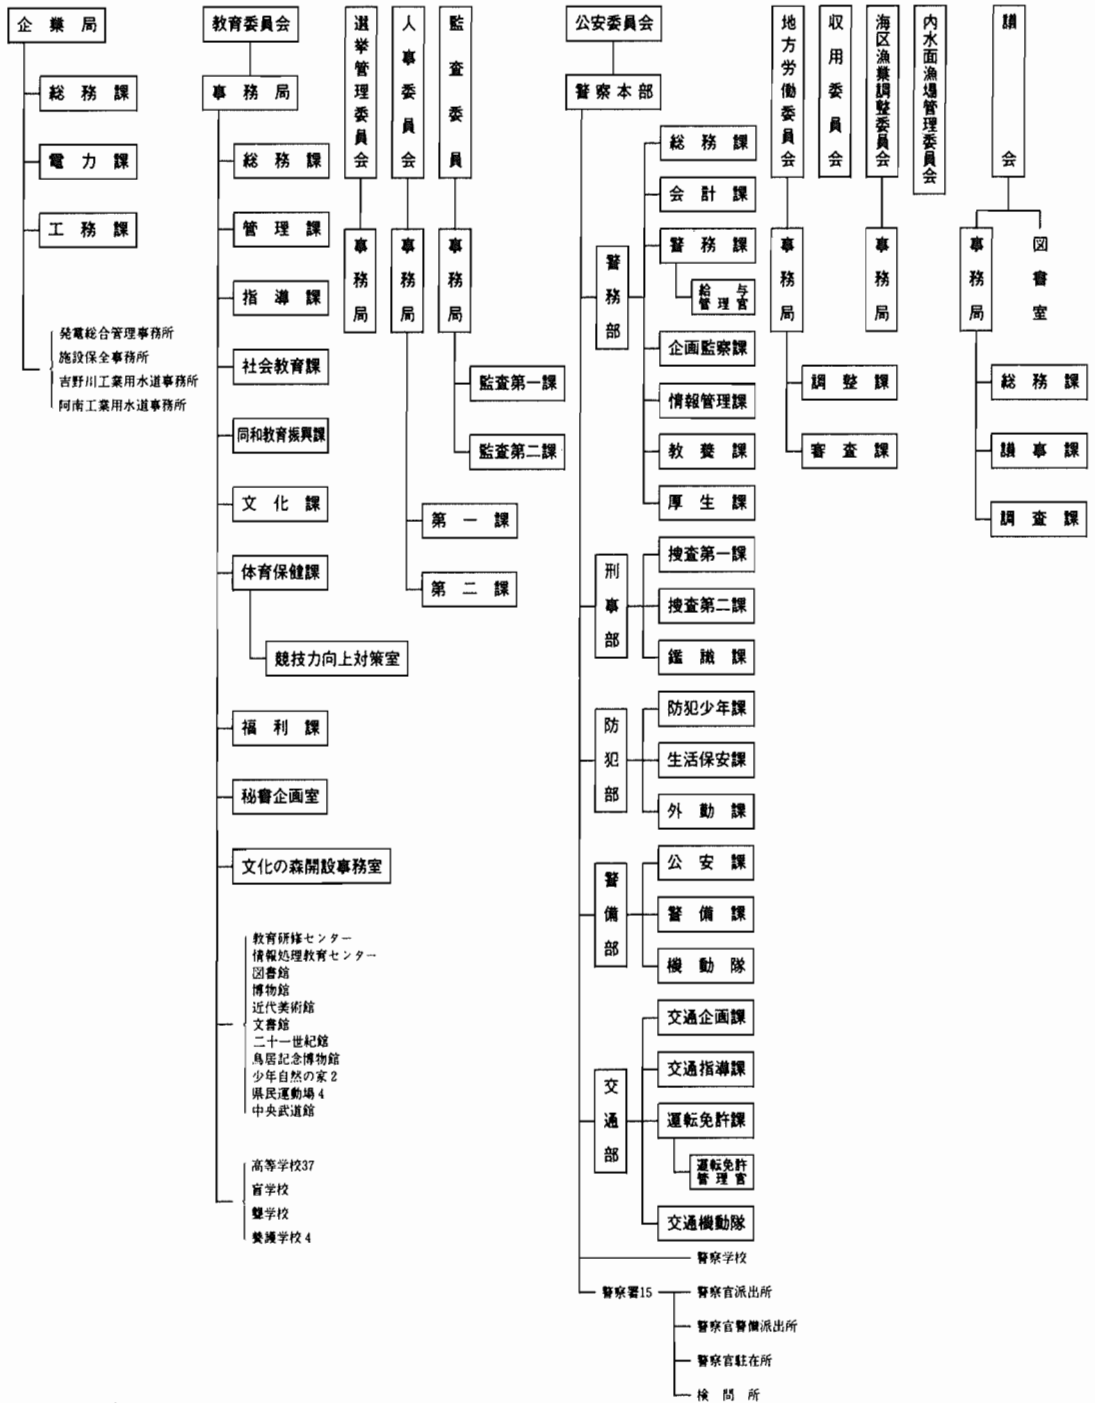 企業局
総務課
電力課
工務課
発電総合管理事務所
施設保全事務所
吉野川工業用水道事務所
阿南工業用水道事務所
教育委員会
事務局
総務課
管理課
指導課
社会教育課
同和教育振興課
文化課
体育保健課
競技力向上対策室
福利課
秘書企画室
文化の森開設事務室
教育研修センター
情報処理教育センター
図書館
博物館
近代美術館
文書館
二十一世紀館
鳥居記念博物館
少年自然の家2
県民運動場4
中央武道館
高等学校37
盲学校
聾学校
養護学校4
選挙管理委員会
事務局
人事委員会
事務局
第一課
第二課
監査委員
事務局
監査第一課
監査第二課
公安委員会
警察本部
警務部
総務課
会計課
警務課
給与
管理官
企画監察課
情報管理課
教養課
厚生課
刑事部
捜査第一課
捜査第二課
鑑識課
防犯部
防犯少年課
生活保安課
外勤課
警備部
公安課
警備課
機動隊
交通部
交通企画課
交通指導課
運転免許課
運転免許
管理官
交通機動隊
警察学校
警察署15
警察官派出所
警察官警備派出所
警察官駐在所
検問所
地方労働委員会
事務局
調整課
審査課
収用委員会
海区漁業調整委員会
事務局
内水面漁場管理委員会
議会
事務局
図書室
総務課
議事課
調査課